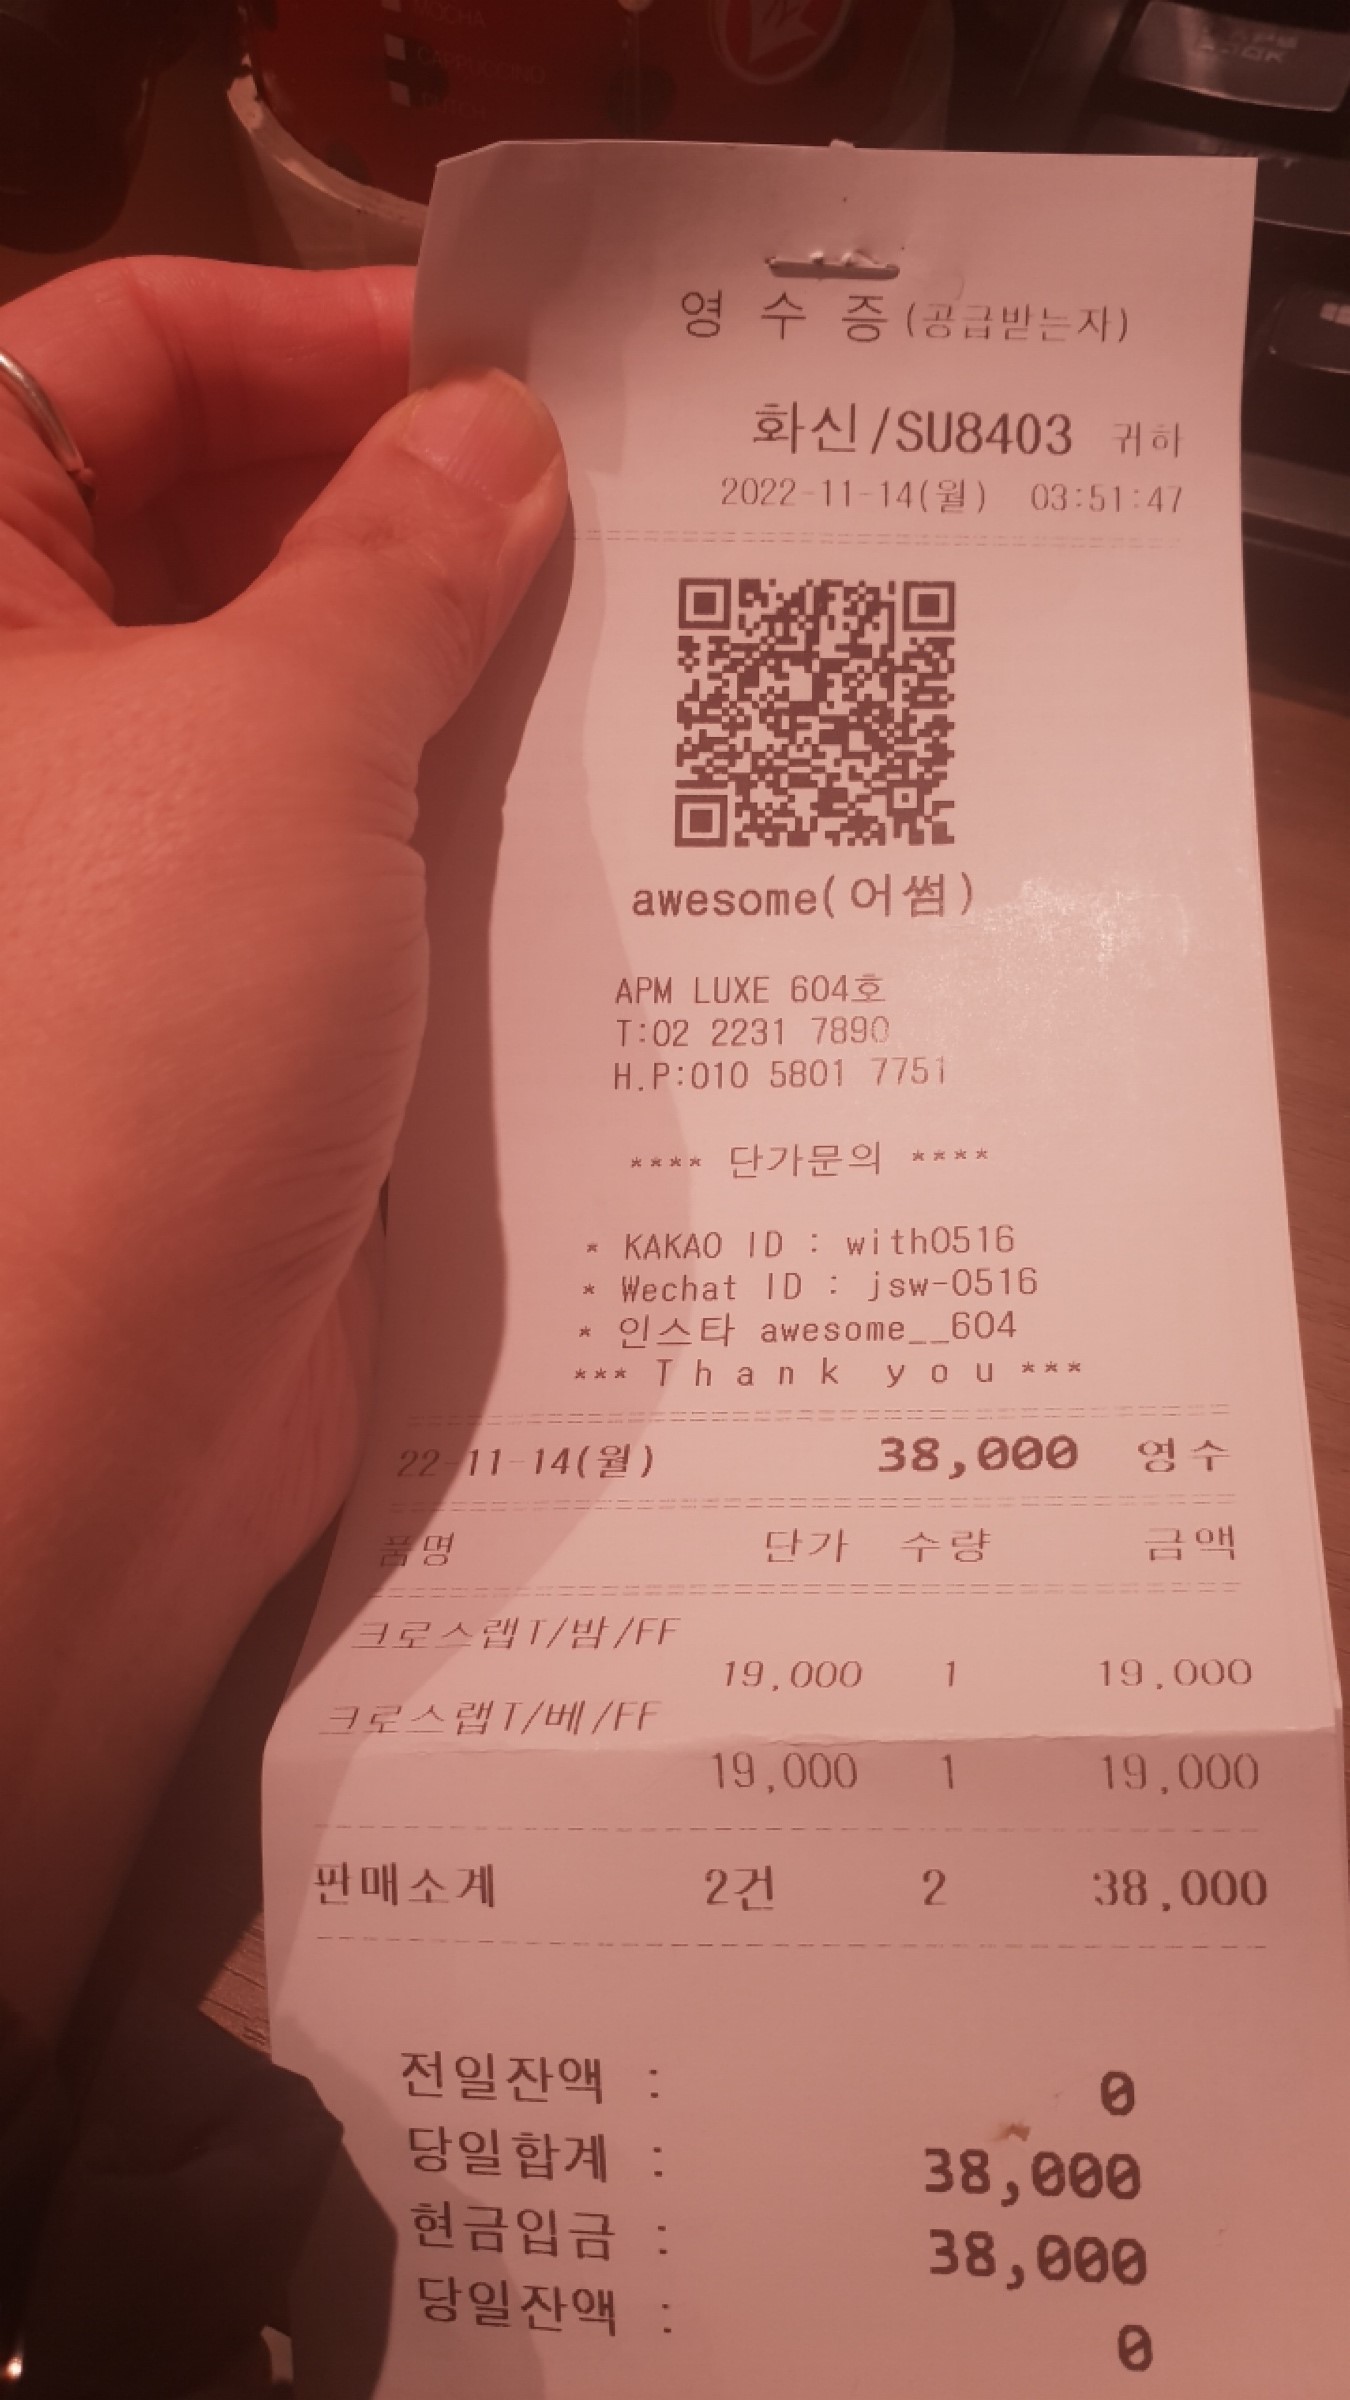 MOCHA
CAPPUCCINO
DUTCH
영 수 증(공급받는자)
화신/SU8403 귀하
2022-11-14(월) 03:51:47
awesome(어썸)
APM LUXE 604호
T:02 2231 7890
H.P:010 5801 7751
**** 단가문의 ****
* KAKAO ID : with0516
* Wechat ID : jsw-0516
* 인스타 awesome__604
*** T h a n k y o u ***
22-11-14(월) 38,000 영수
품명 단가 수량 금액
크로스랩T/밤/FF
19,000 1 19,000
크로스랩T/베/FF
19,000 1 19,000
판매소계 2건 2 38,000
전일잔액 : 0
당일합계 : 38,000
현금입금 : 38,000
당일잔액 : 0